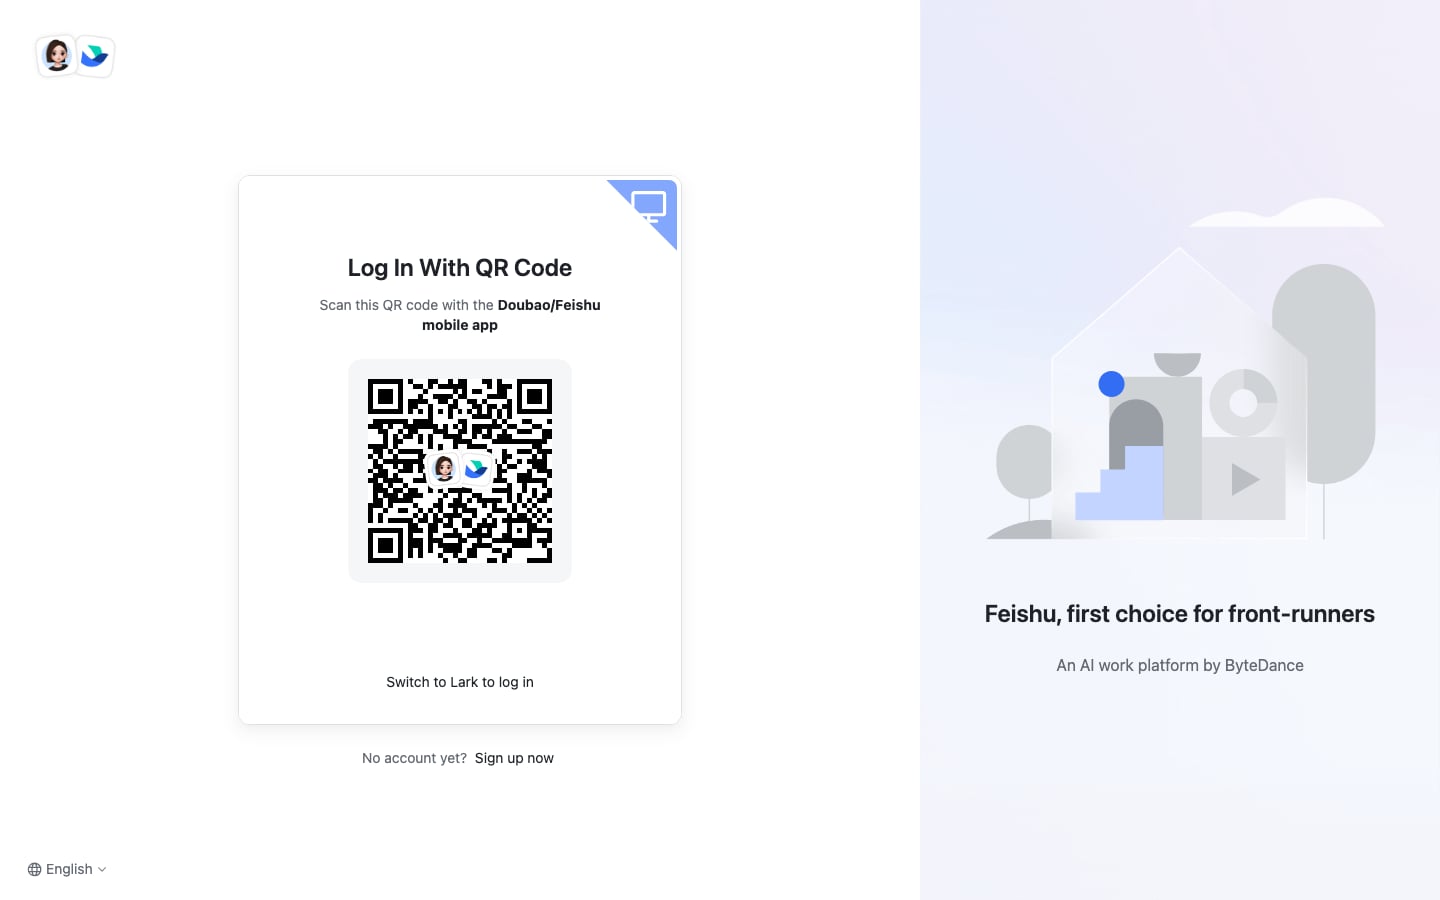 Log In With QR Code
Scan this QR code with the Doubao/Feishu
mobile app
Switch to Lark to log in
No account yet? Sign up now
English
Feishu, first choice for front-runners
An AI work platform by ByteDance